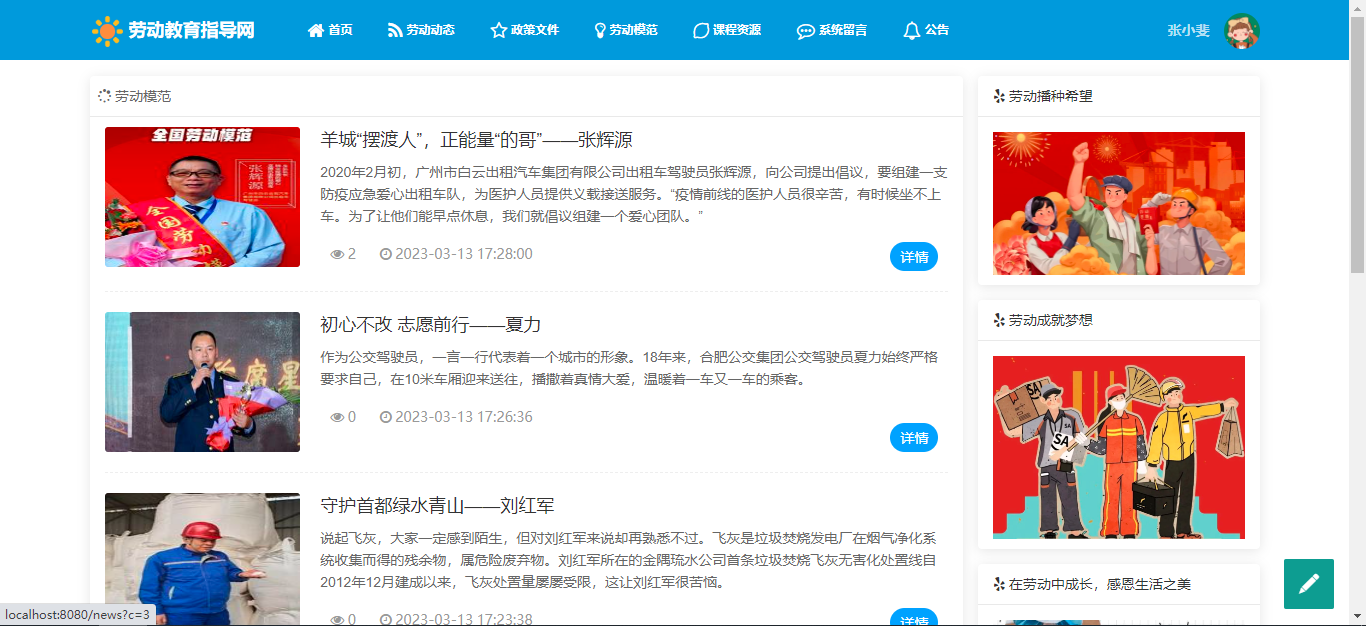 劳动教育指导网
首页
劳动动态
政策文件
劳动模范
课程资源
系统留言
公告
张小斐
劳动模范
全国劳动模范
张辉源
全国劳模
羊城“摆渡人”，正能量“的哥”——张辉源
2020年2月初，广州市白云出租汽车集团有限公司出租车驾驶员张辉源，向公司提出倡议，要组建一支
防疫应急爱心出租车队，为医护人员提供义载接送服务。“疫情前线的医护人员很辛苦，有时候坐不上
车。为了让他们能早点休息，我们就倡议组建一个爱心团队。”
2
2023-03-13 17:28:00
详情
初心不改 志愿前行——夏力
作为公交驾驶员，一言一行代表着一个城市的形象。18年来，合肥公交集团公交驾驶员夏力始终严格
要求自己，在10米车厢迎来送往，播撒着真情大爱，温暖着一车又一车的乘客。
0
2023-03-13 17:26:36
详情
守护首都绿水青山——刘红军
说起飞灰，大家一定感到陌生，但对刘红军来说却再熟悉不过。飞灰是垃圾焚烧发电厂在烟气净化系
统收集而得的残余物，属危险废弃物。刘红军所在的金隅琉水公司首条垃圾焚烧飞灰无害化处置线自
2012年12月建成以来，飞灰处置量屡屡受限，这让刘红军很苦恼。
0
2023-03-13 17:23:38
详情
劳动播种希望
劳动成就梦想
SA
SA
SA
在劳动中成长，感恩生活之美
localhost:8080/news?c=3